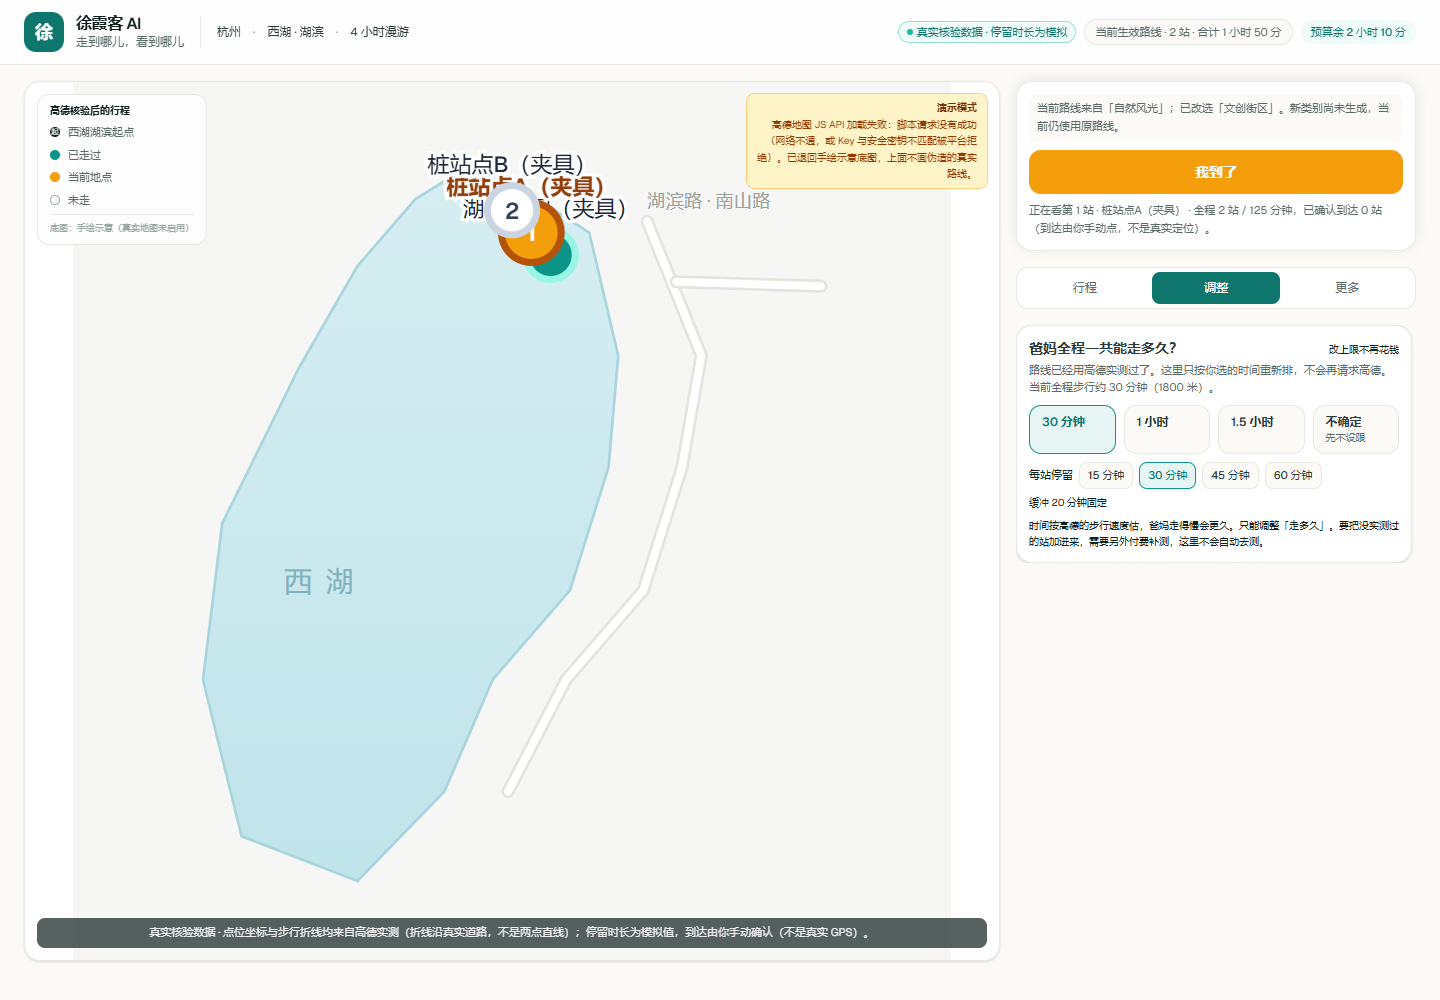 徐
徐霞客 AI
走到哪儿，看到哪儿
杭州 · 西湖 · 湖滨 · 4 小时漫游
真实核验数据 · 停留时长为模拟
当前生效路线 · 2 站 · 合计 1 小时 50 分
预算余 2 小时 10 分
高德核验后的行程
起 西湖湖滨起点
已走过
当前地点
未走
底图：手绘示意（真实地图未启用）
演示模式
高德地图 JS API 加载失败：脚本请求没有成功
（网络不通，或 Key 与安全密钥不匹配被平台拒
绝）。已退回手绘示意底图，上面不画伪造的真实
路线。
桩站点B（夹具）
桩站点A（夹具）
湖 （夹具）
2
1
湖滨路 · 南山路
西 湖
真实核验数据 · 点位坐标与步行折线均来自高德实测（折线沿真实道路，不是两点直线）；停留时长为模拟值，到达由你手动确认（不是真实 GPS）。
当前路线来自「自然风光」；已改选「文创街区」。新类别尚未生成，当
前仍使用原路线。
我到了
正在看第 1 站 · 桩站点A（夹具） · 全程 2 站 / 125 分钟，已确认到达 0 站
（到达由你手动点，不是真实定位）。
行程
调整
更多
爸妈全程一共能走多久？
改上限不再花钱
路线已经用高德实测过了。这里只按你选的时间重新排，不会再请求高德。
当前全程步行约 30 分钟（1800 米）。
30 分钟
1 小时
1.5 小时
不确定
先不设限
每站停留 15 分钟 30 分钟 45 分钟 60 分钟
缓冲 20 分钟固定
时间按高德的步行速度估，爸妈走得慢会更久。只能调整「走多久」。要把没实测过
的站加进来，需要另外付费补测，这里不会自动去测。